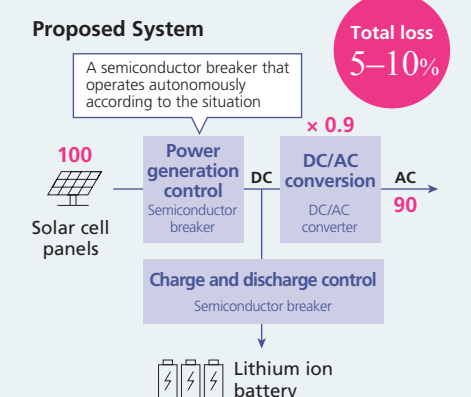 Proposed System
Total loss
5–10%
A semiconductor breaker that
operates autonomously
according to the situation
× 0.9
100
Power
generation
control
Semiconductor
breaker
DC
DC/AC
conversion
DC/AC
converter
AC
90
Solar cell
panels
Charge and discharge control
Semiconductor breaker
Lithium ion
battery